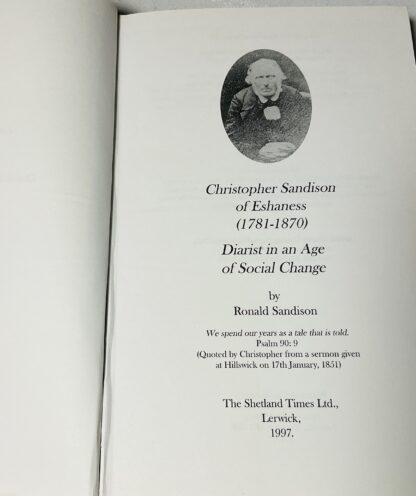 Christopher Sandison
of Eshaness
(1781-1870)
Diarist in an Age
of Social Change
by
Ronald Sandison
We spend our years as a tale that is told.
Psalm 90: 9
(Quoted by Christopher from a sermon given
at Hillswick on 17th January, 1851)
The Shetland Times Ltd.,
Lerwick,
1997.